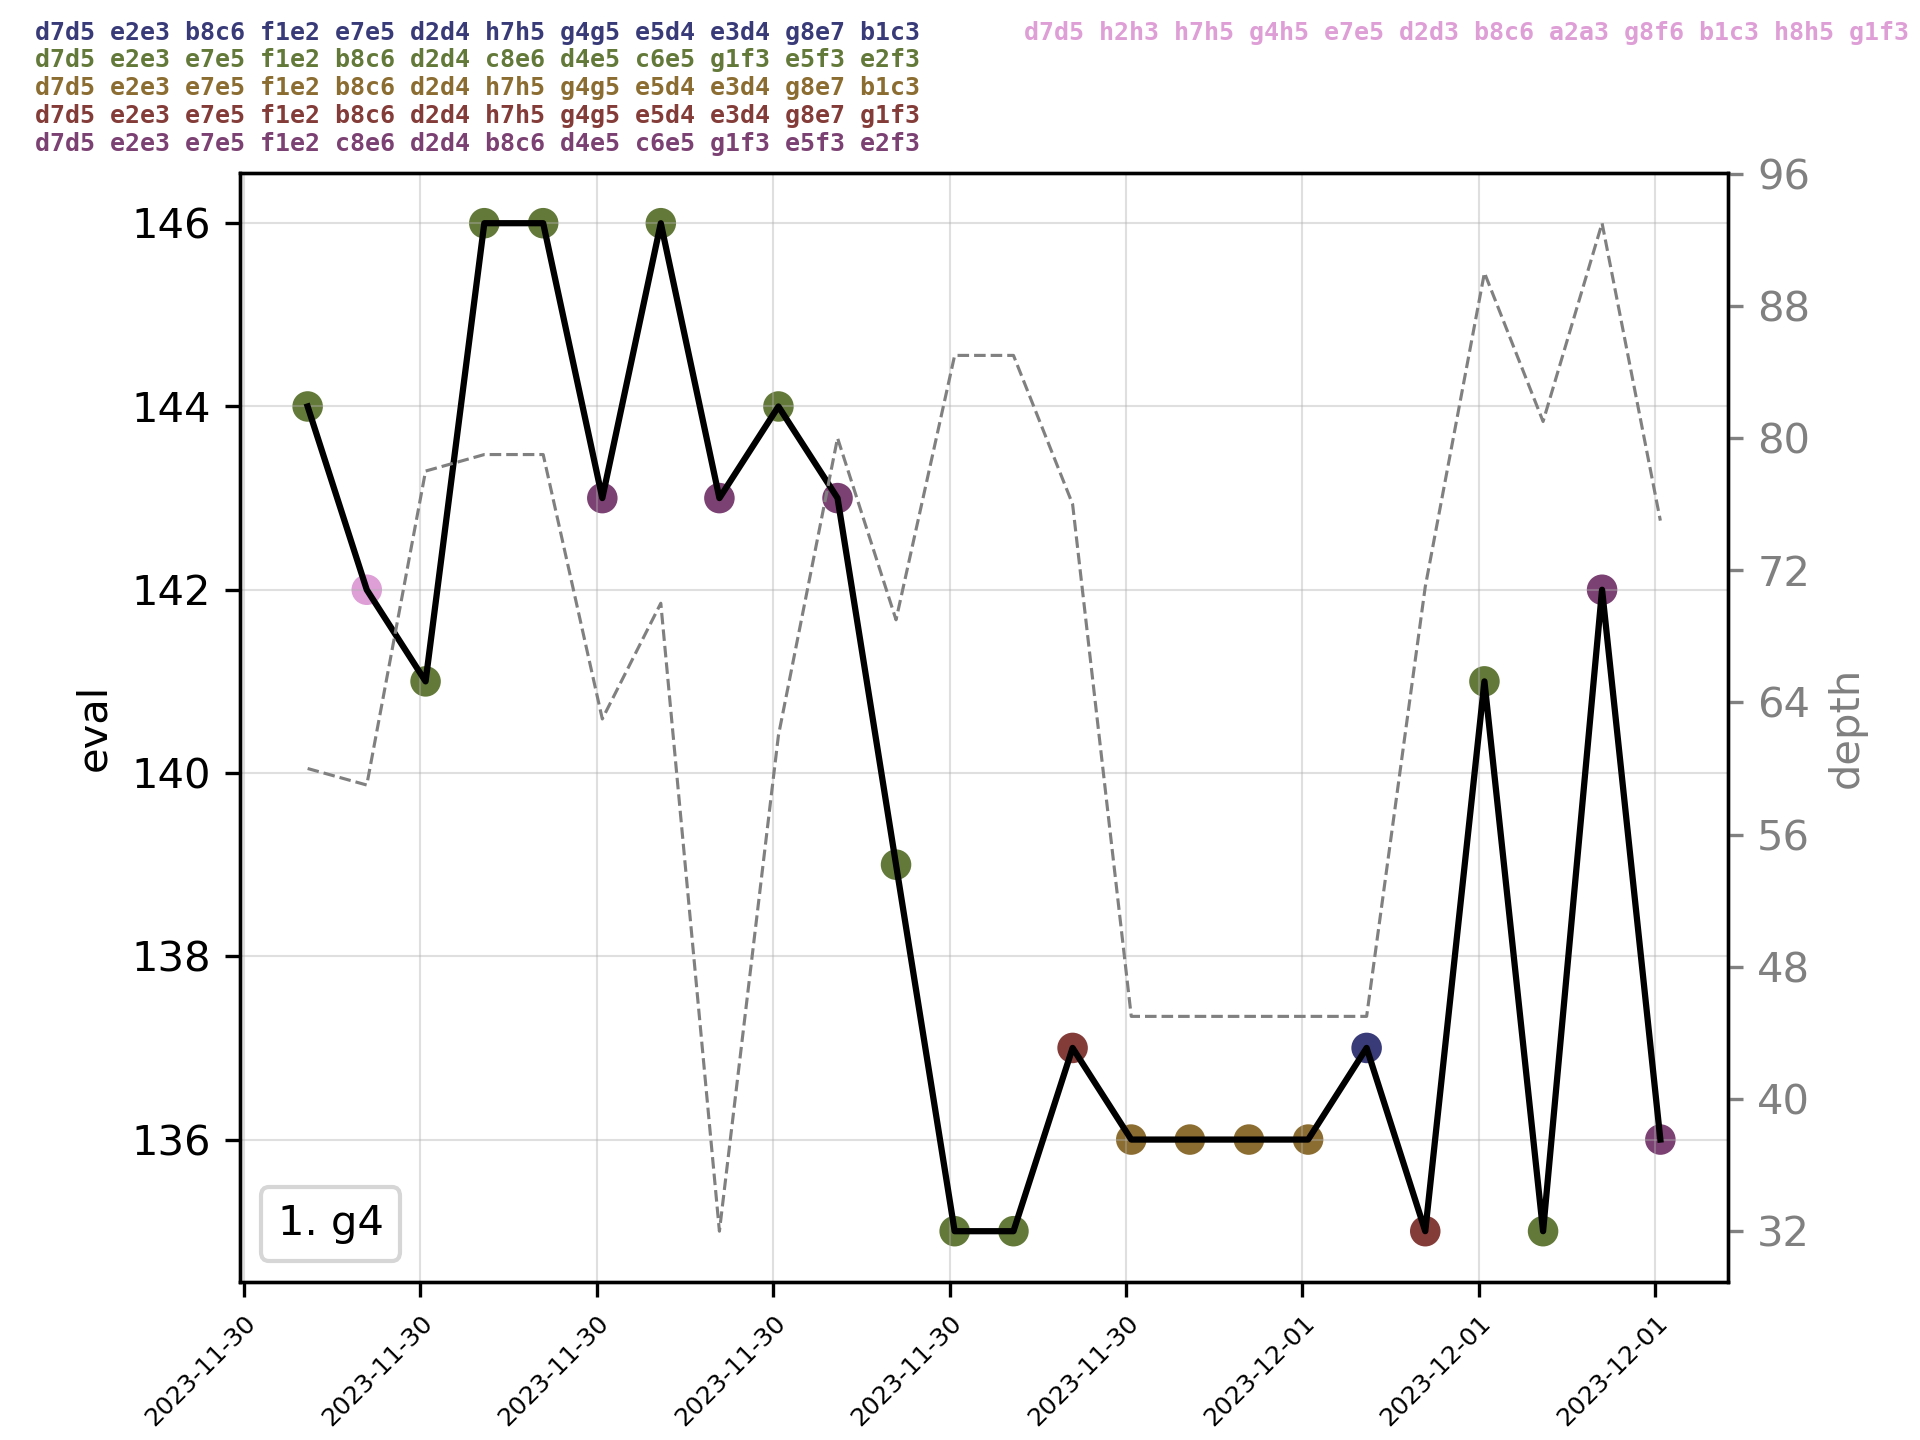 d7d5 e2e3 b8c6 f1e2 e7e5 d2d4 h7h5 g4g5 e5d4 e3d4 g8e7 b1c3
d7d5 e2e3 e7e5 f1e2 b8c6 d2d4 c8e6 d4e5 c6e5 g1f3 e5f3 e2f3
d7d5 e2e3 e7e5 f1e2 b8c6 d2d4 h7h5 g4g5 e5d4 e3d4 g8e7 b1c3
d7d5 e2e3 e7e5 f1e2 b8c6 d2d4 h7h5 g4g5 e5d4 e3d4 g8e7 g1f3
d7d5 e2e3 e7e5 f1e2 c8e6 d2d4 b8c6 d4e5 c6e5 g1f3 e5f3 e2f3
d7d5 h2h3 h7h5 g4h5 e7e5 d2d3 b8c6 a2a3 g8f6 b1c3 h8h5 g1f3
146
144
142
140
138
136
eval
96
88
80
72
64
56
48
40
32
depth
1. g4
2023-11-30
2023-11-30
2023-11-30
2023-11-30
2023-11-30
2023-11-30
2023-12-01
2023-12-01
2023-12-01